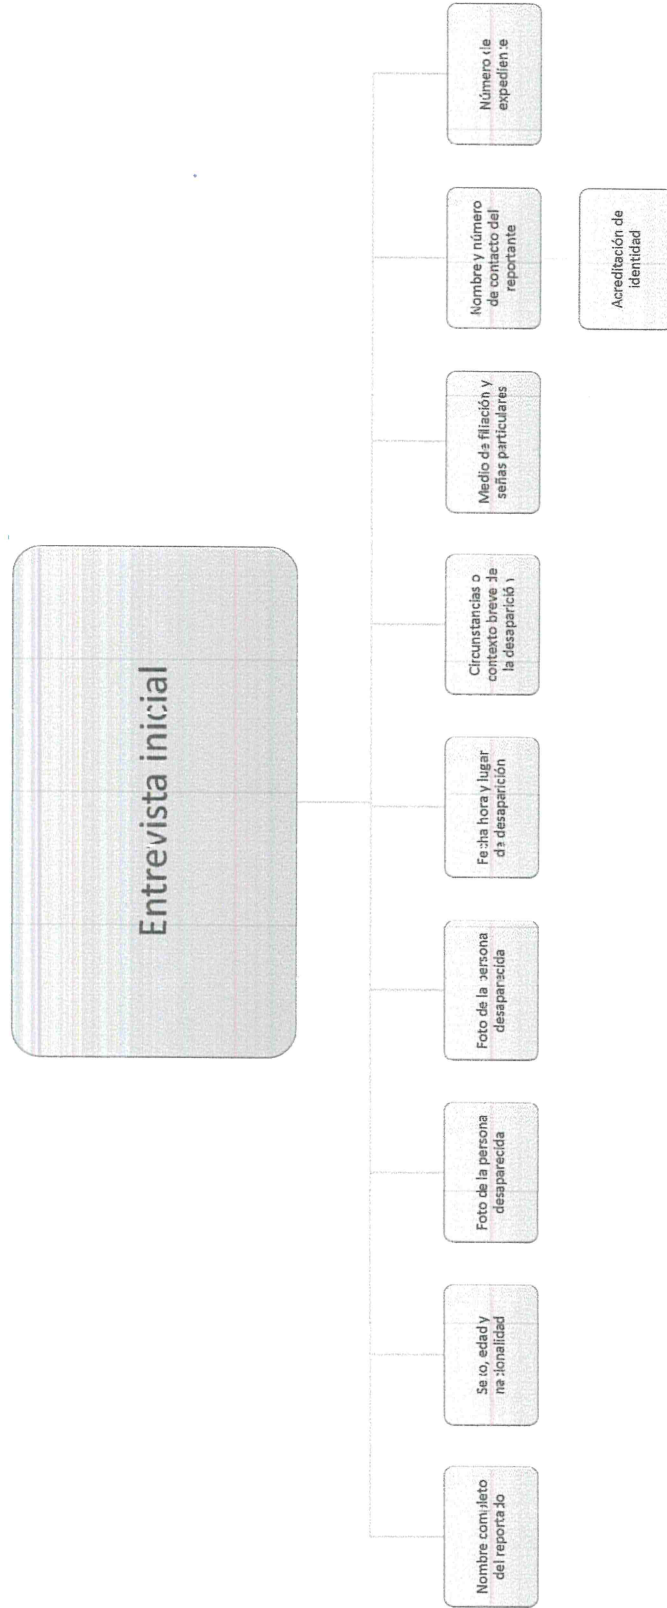 Entrevista inicial
Nombre completo
del reportado
Sexo, edad y
nacionalidad
Foto de la persona
desaparecida
Foto de la persona
desaparecida
Fecha hora y lugar
de desaparición
Circunstancias o
contexto breve de
la desaparición
Medio de filiación y
señas particulares
Nombre y número
de contacto del
reportante
Acreditación de
identidad
Número de
expediente